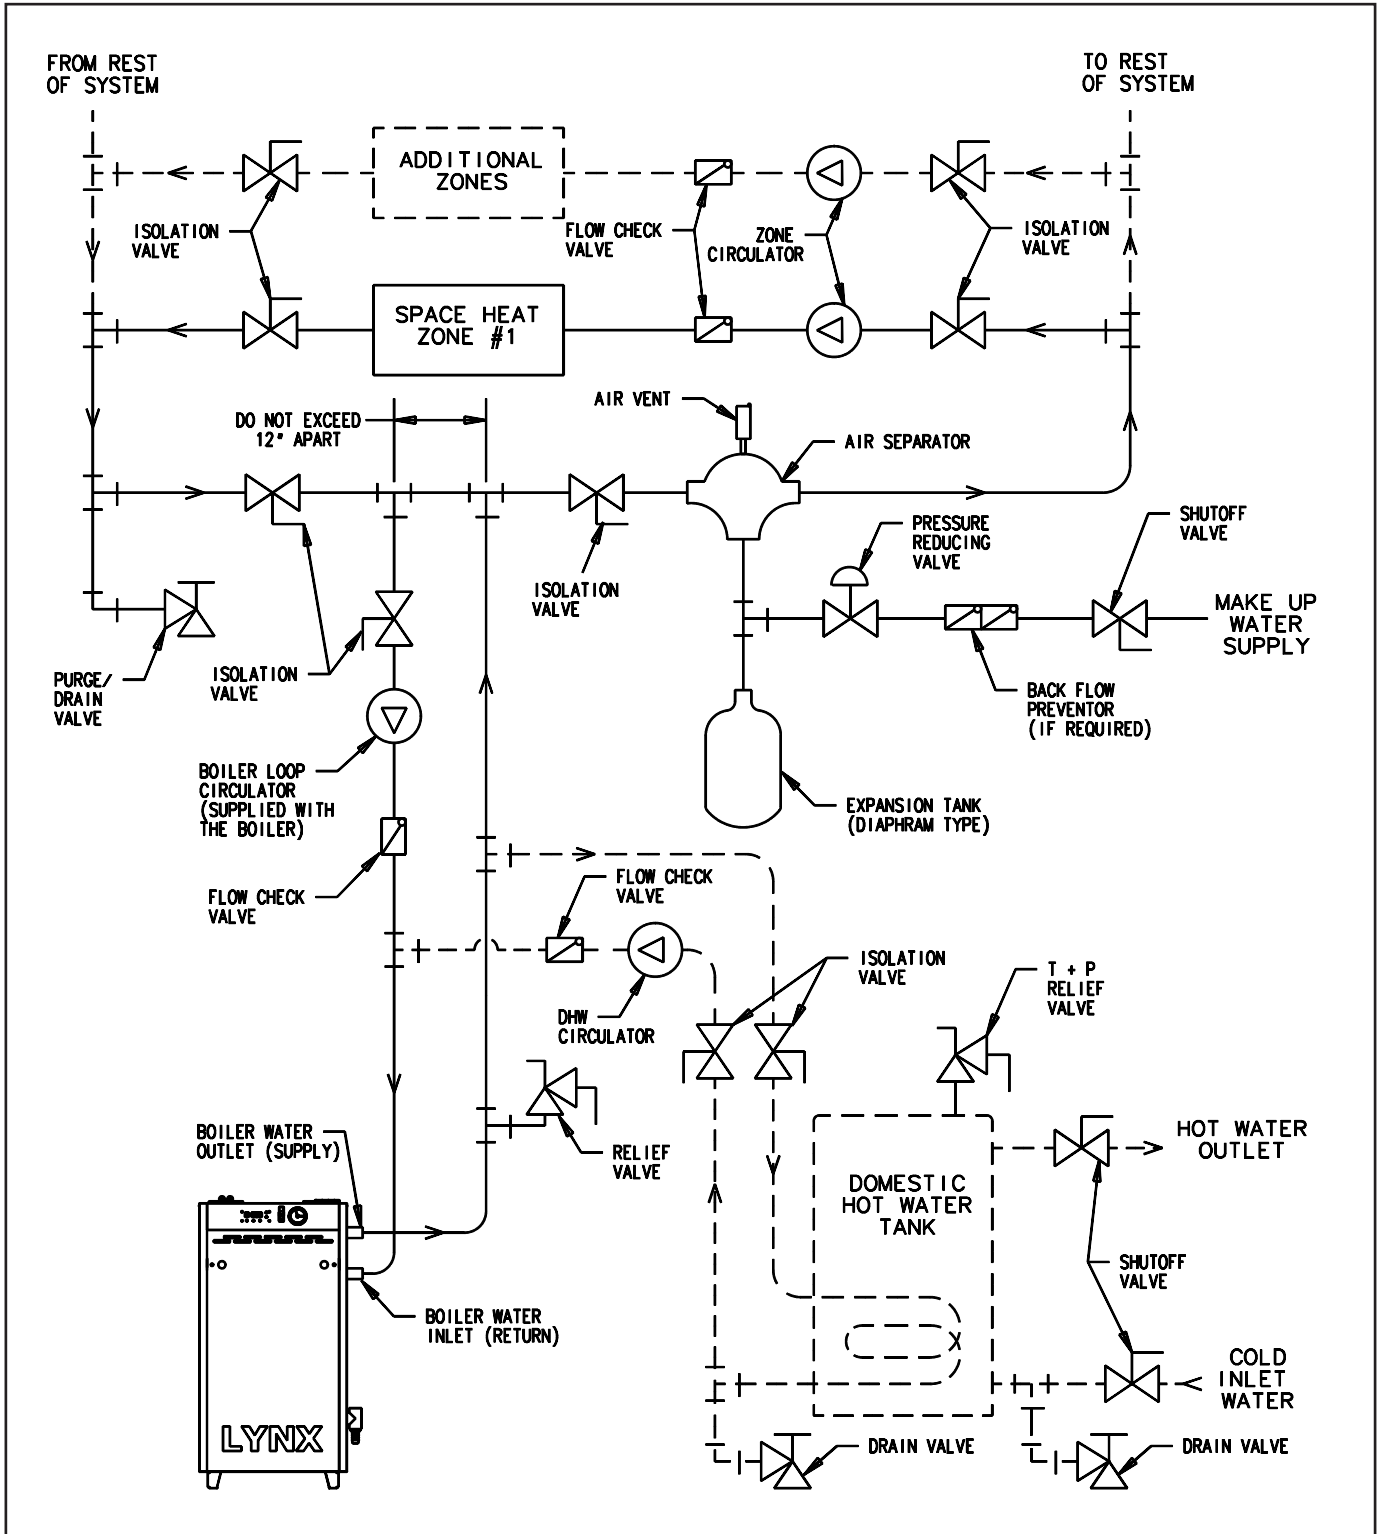 FROM REST
OF SYSTEM
TO REST
OF SYSTEM
ADDITIONAL
ZONES
ISOLATION
VALVE
FLOW CHECK
VALVE
ZONE
CIRCULATOR
ISOLATION
VALVE
SPACE HEAT
ZONE #1
DO NOT EXCEED
12" APART
AIR VENT
AIR SEPARATOR
PRESSURE
REDUCING
VALVE
SHUTOFF
VALVE
ISOLATION
VALVE
MAKE UP
WATER
SUPPLY
PURGE/
DRAIN
VALVE
ISOLATION
VALVE
BACK FLOW
PREVENTOR
(IF REQUIRED)
BOILER LOOP
CIRCULATOR
(SUPPLIED WITH
THE BOILER)
EXPANSION TANK
(DIAPHRAM TYPE)
FLOW CHECK
VALVE
FLOW CHECK
VALVE
ISOLATION
VALVE
T + P
RELIEF
VALVE
DHW
CIRCULATOR
BOILER WATER
OUTLET (SUPPLY)
RELIEF
VALVE
HOT WATER
OUTLET
DOMESTIC
HOT WATER
TANK
SHUTOFF
VALVE
BOILER WATER
INLET (RETURN)
COLD
INLET
WATER
LYNX
DRAIN VALVE
DRAIN VALVE